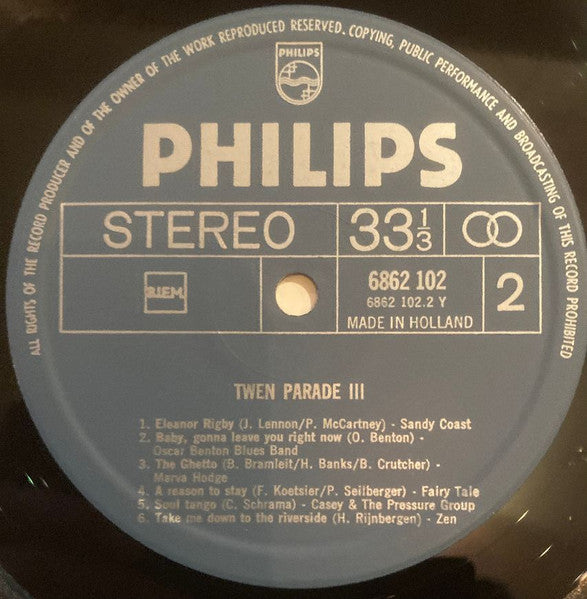 ALL RIGHTS OF THE RECORD PRODUCER AND OF THE OWNER OF THE WORK REPRODUCED RESERVED. COPYING, PUBLIC PERFORMANCE AND BROADCASTING OF THIS RECORD PROHIBITED
PHILIPS
PHILIPS
STEREO 33 1/3
B.I.E.M. 6862 102 2
6862 102.2 Y
MADE IN HOLLAND
TWEN PARADE III
1. Eleanor Rigby (J. Lennon/P. McCartney) - Sandy Coast
2. Baby, gonna leave you right now (O. Benton) -
Oscar Benton Blues Band
3. The Ghetto (B. Bramleit/H. Banks/B. Crutcher) -
Marva Hodge
4. A reason to stay (F. Koetsier/P. Seilberger) - Fairy Tale
5. Soul tango (C. Schrama) - Casey & The Pressure Group
6. Take me down to the riverside (H. Rijnbergen) - Zen